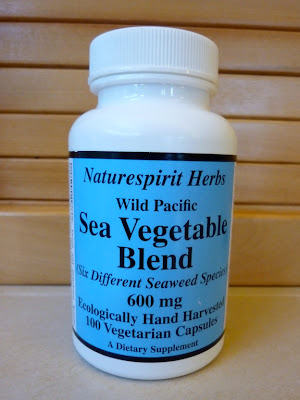 Naturespirit Herbs
Wild Pacific
Sea Vegetable
Blend
(Six Different Seaweed Species)
600 mg
Ecologically Hand Harvested
100 Vegetarian Capsules
A Dietary Supplement